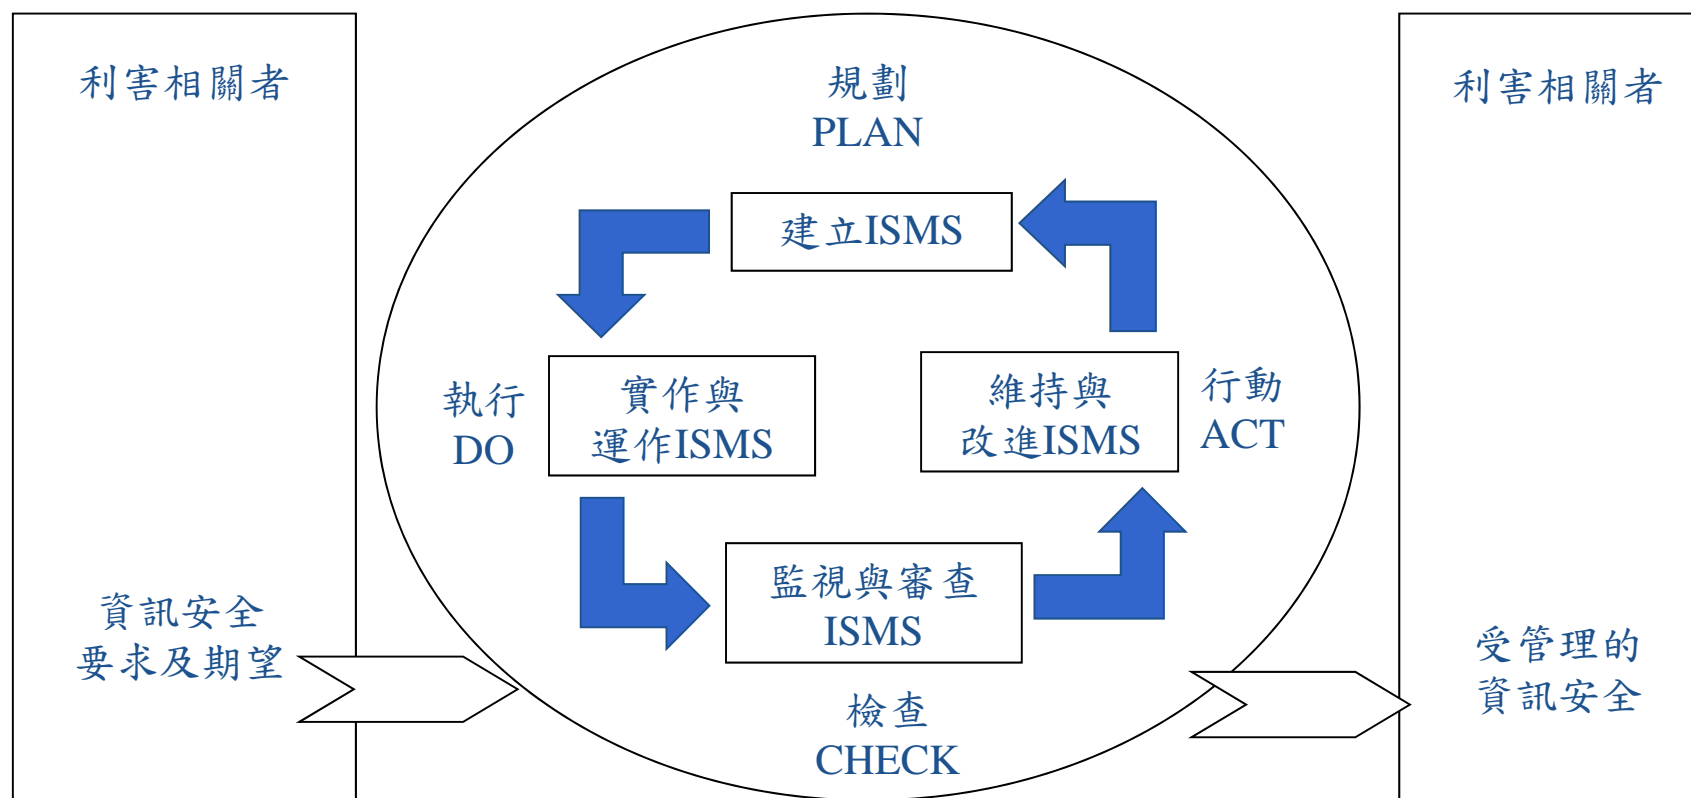 利害相關者
資訊安全
要求及期望
規劃
PLAN
建立ISMS
執行
DO
實作與
運作ISMS
維持與
改進ISMS
行動
ACT
監視與審查
ISMS
檢查
CHECK
利害相關者
受管理的
資訊安全